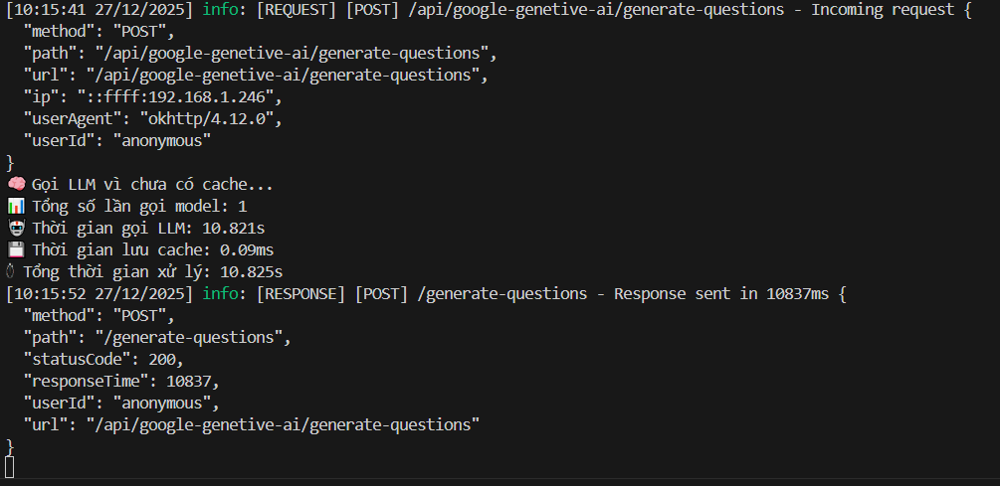 [10:15:41 27/12/2025] info: [REQUEST] [POST] /api/google-genetive-ai/generate-questions - Incoming request {
  "method": "POST",
  "path": "/api/google-genetive-ai/generate-questions",
  "url": "/api/google-genetive-ai/generate-questions",
  "ip": "::ffff:192.168.1.246",
  "userAgent": "okhttp/4.12.0",
  "userId": "anonymous"
}
🧠 Gọi LLM vì chưa có cache...
📊 Tổng số lần gọi model: 1
🤖 Thời gian gọi LLM: 10.821s
💾 Thời gian lưu cache: 0.09ms
Tổng thời gian xử lý: 10.825s
[10:15:52 27/12/2025] info: [RESPONSE] [POST] /generate-questions - Response sent in 10837ms {
  "method": "POST",
  "path": "/generate-questions",
  "statusCode": 200,
  "responseTime": 10837,
  "userId": "anonymous",
  "url": "/api/google-genetive-ai/generate-questions"
}